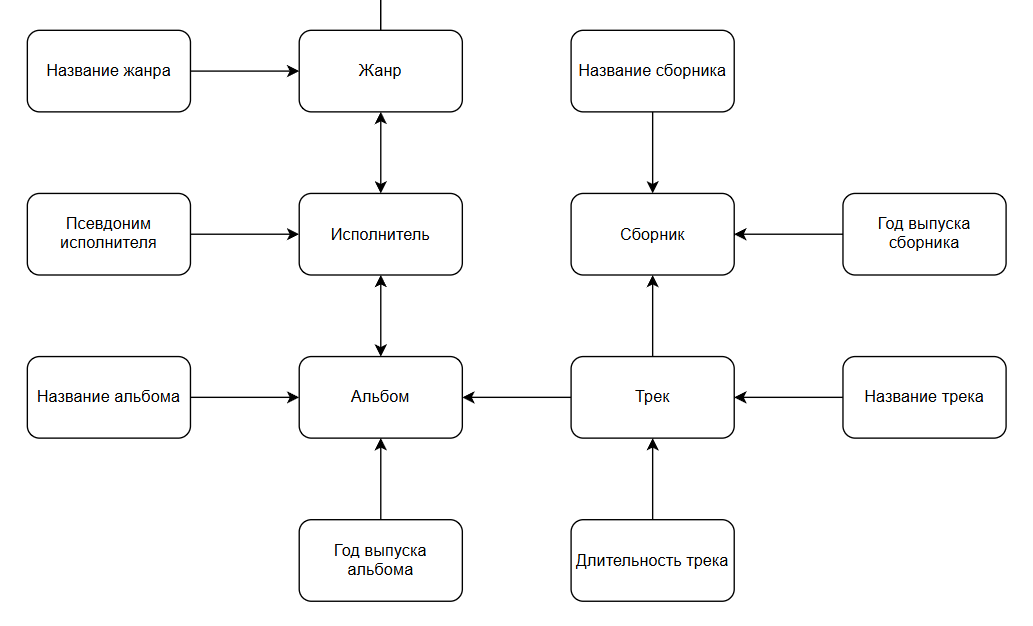 Название жанра
Жанр
Название сборника
Псевдоним
исполнителя
Исполнитель
Сборник
Год выпуска
сборника
Название альбома
Альбом
Трек
Название трека
Год выпуска
альбома
Длительность трека